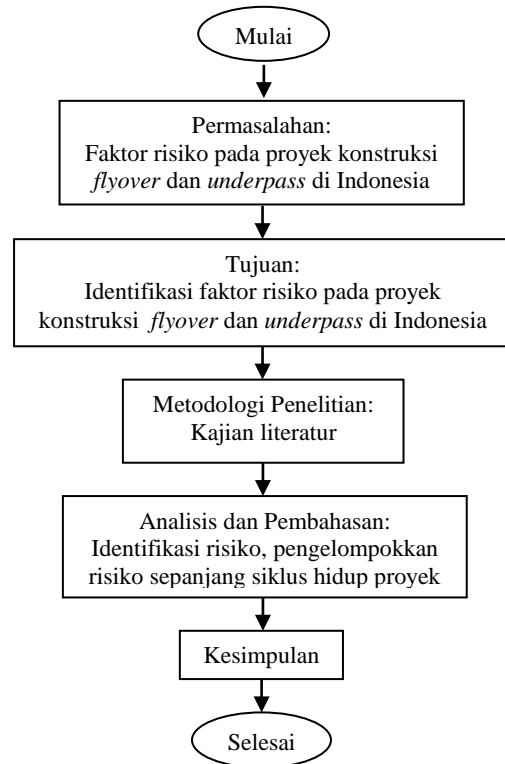 Mulai
Permasalahan:
Faktor risiko pada proyek konstruksi
flyover dan underpass di Indonesia
Tujuan:
Identifikasi faktor risiko pada proyek
konstruksi flyover dan underpass di Indonesia
Metodologi Penelitian:
Kajian literatur
Analisis dan Pembahasan:
Identifikasi risiko, pengelompokkan
risiko sepanjang siklus hidup proyek
Kesimpulan
Selesai